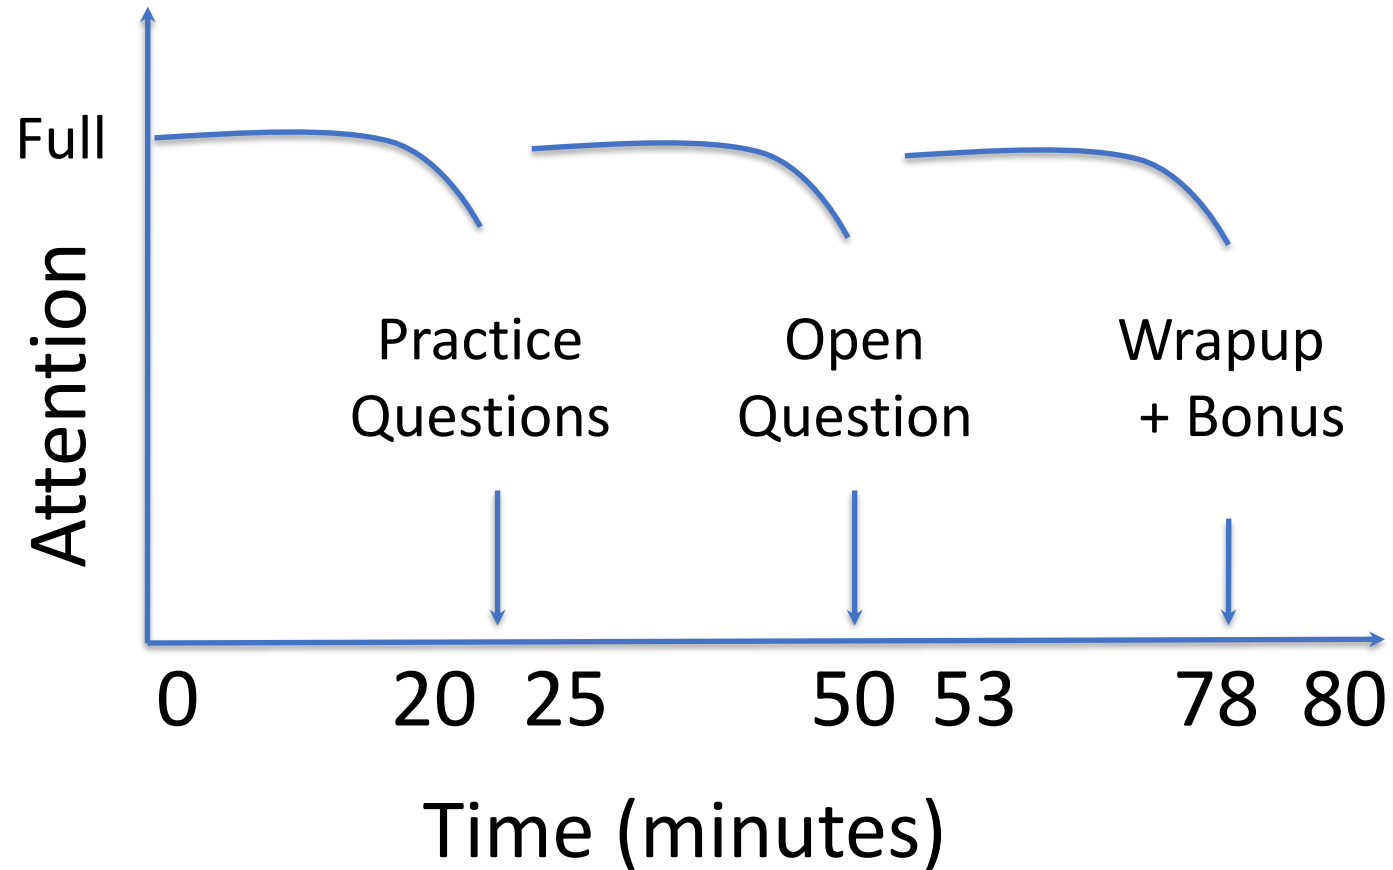 Full
Attention
Practice
Questions
Open
Question
Wrapup
+ Bonus
0 20 25 50 53 78 80
Time (minutes)